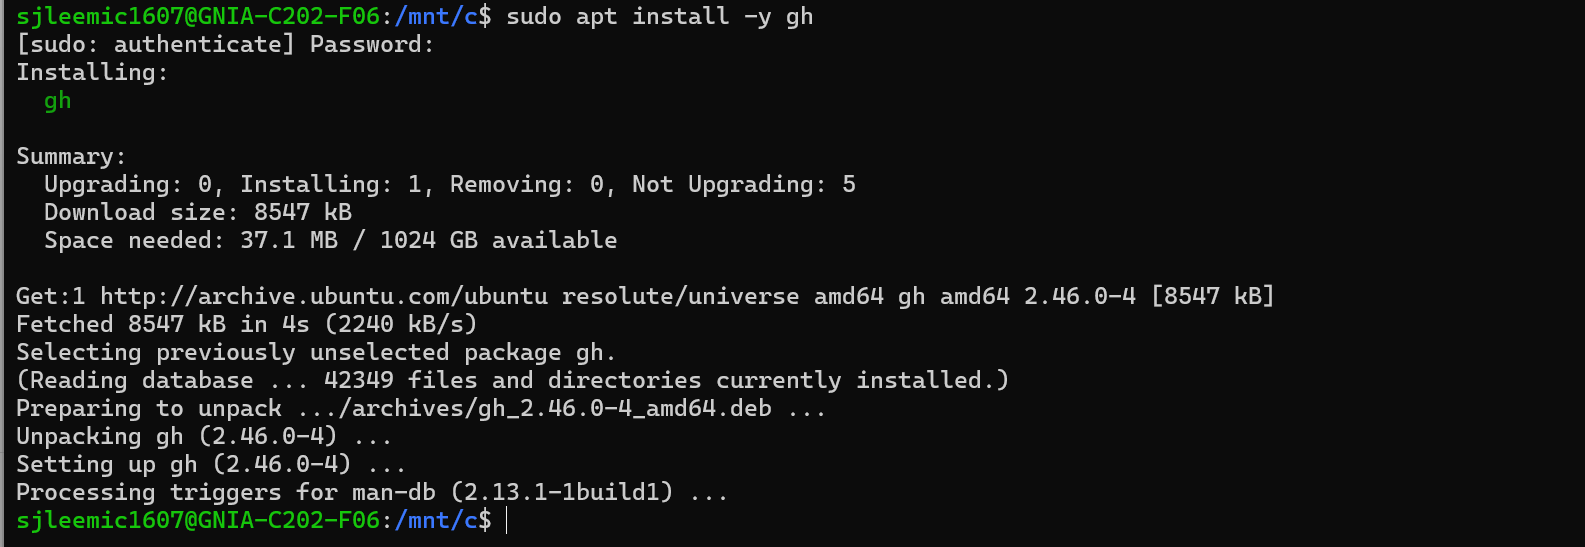 sjleemic1607@GNIA-C202-F06:/mnt/c$ sudo apt install -y gh
[sudo: authenticate] Password:
Installing:
  gh

Summary:
  Upgrading: 0, Installing: 1, Removing: 0, Not Upgrading: 5
  Download size: 8547 kB
  Space needed: 37.1 MB / 1024 GB available

Get:1 http://archive.ubuntu.com/ubuntu resolute/universe amd64 gh amd64 2.46.0-4 [8547 kB]
Fetched 8547 kB in 4s (2240 kB/s)
Selecting previously unselected package gh.
(Reading database ... 42349 files and directories currently installed.)
Preparing to unpack .../archives/gh_2.46.0-4_amd64.deb ...
Unpacking gh (2.46.0-4) ...
Setting up gh (2.46.0-4) ...
Processing triggers for man-db (2.13.1-1build1) ...
sjleemic1607@GNIA-C202-F06:/mnt/c$